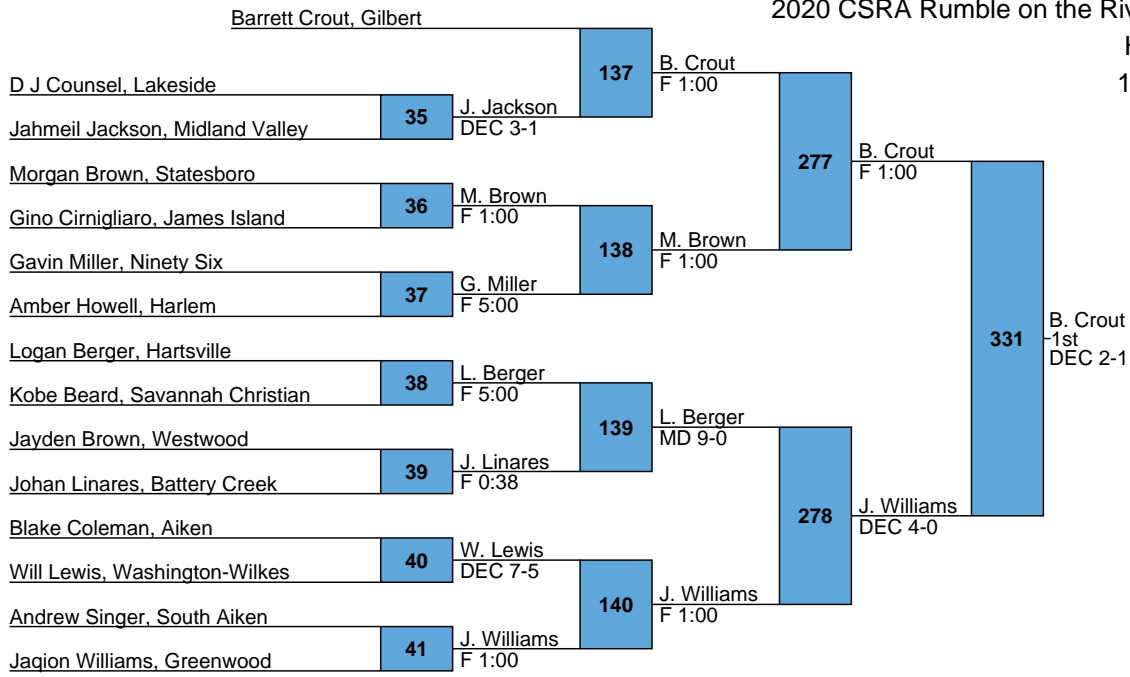 2020 CSRA Rumble on the Riv
H
1
Barrett Crout, Gilbert
137
B. Crout
F 1:00
D J Counsel, Lakeside
35
J. Jackson
DEC 3-1
Jahmeil Jackson, Midland Valley
277
B. Crout
F 1:00
Morgan Brown, Statesboro
36
M. Brown
F 1:00
Gino Cirnigliaro, James Island
138
M. Brown
F 1:00
Gavin Miller, Ninety Six
37
G. Miller
F 5:00
Amber Howell, Harlem
331
B. Crout
1st
DEC 2-1
Logan Berger, Hartsville
38
L. Berger
F 5:00
Kobe Beard, Savannah Christian
139
L. Berger
MD 9-0
Jayden Brown, Westwood
39
J. Linares
F 0:38
Johan Linares, Battery Creek
278
J. Williams
DEC 4-0
Blake Coleman, Aiken
40
W. Lewis
DEC 7-5
Will Lewis, Washington-Wilkes
140
J. Williams
F 1:00
Andrew Singer, South Aiken
41
J. Williams
F 1:00
Jaqion Williams, Greenwood